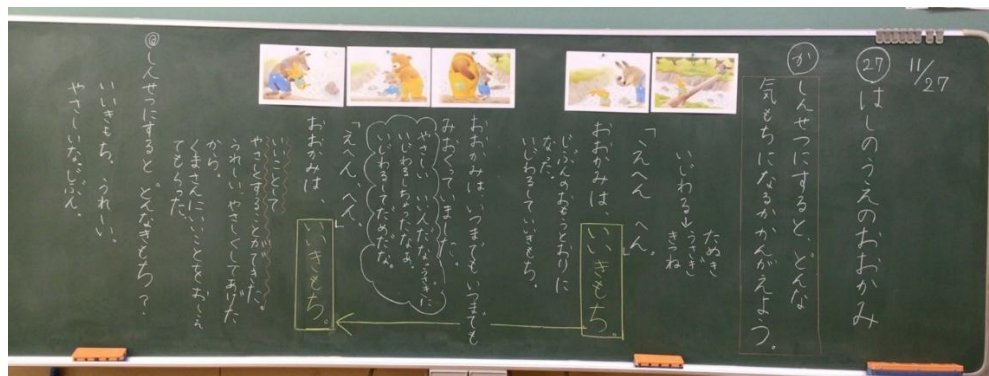 11/27
㉗ はしのうえのおおかみ
か しんせつにすると、どんな
気もちになるかかんがえよう。
たぬき
いじわる→うさぎ
きつね
「えへん へん。」
おおかみは、いいきもち。
じぶんのおもったとおりに
なった。
いじわるしていいきもち。
おおかみは、いつまでも いつまでも
みおくっていました。
やさしい いい人だな。うさぎに
いじわるしちゃったなあ。
いじわるしてだめだな。
「えへん、へん。」
おおかみは、いいきもち。
いいことして
やさしくすることができた。
うれしい、やさしくしてあげた
から。
くまさんにいいことをおしえ
てもらった。
しんせつにすると どんなきもち?
いいきもち。うれしい。
やさしいな。じぶん。